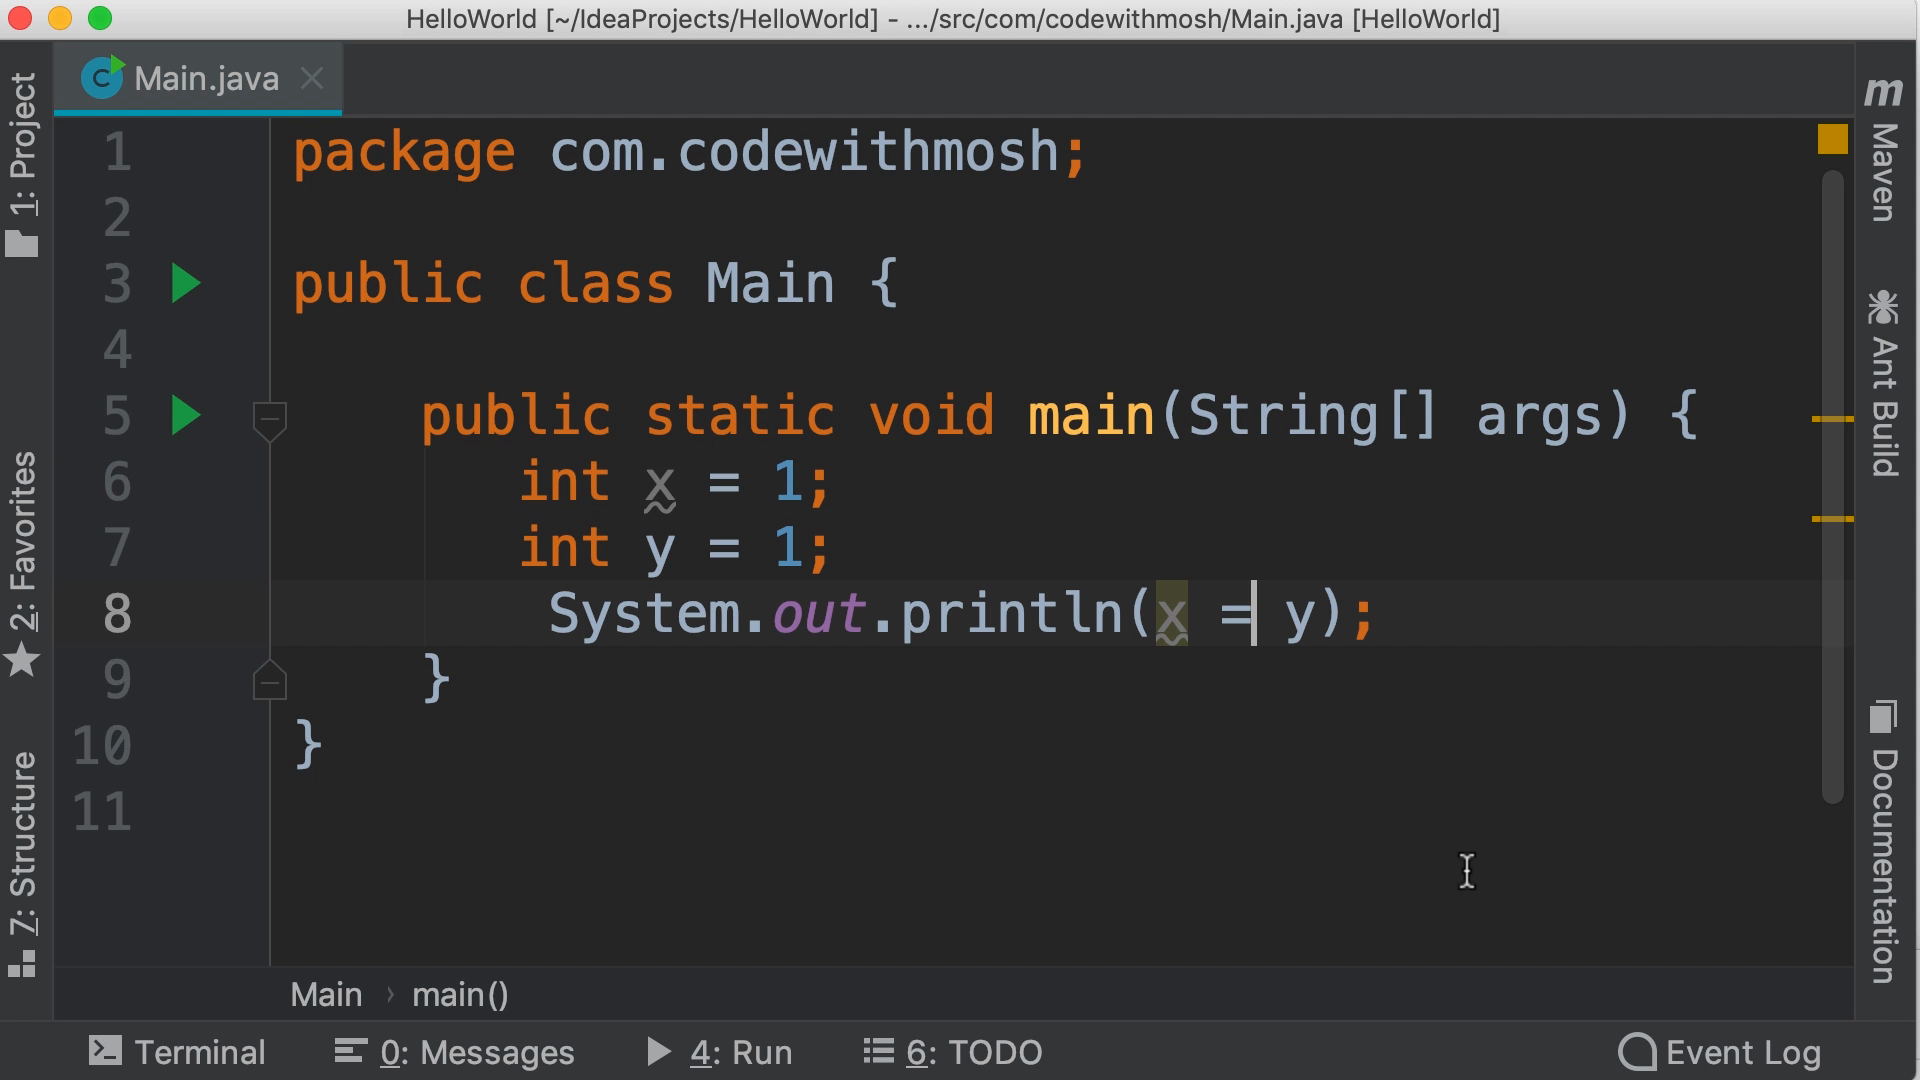 HelloWorld [~/IdeaProjects/HelloWorld] - .../src/com/codewithmosh/Main.java [HelloWorld]
Main.java
1 package com.codewithmosh;
2
3 public class Main {
4
5 public static void main(String[] args) {
6 int x = 1;
7 int y = 1;
8 System.out.println(x = y);
9 }
10 }
11
Main › main()
Terminal
0: Messages
4: Run
6: TODO
Event Log
1: Project
2: Favorites
7: Structure
m Maven
Ant Build
Documentation